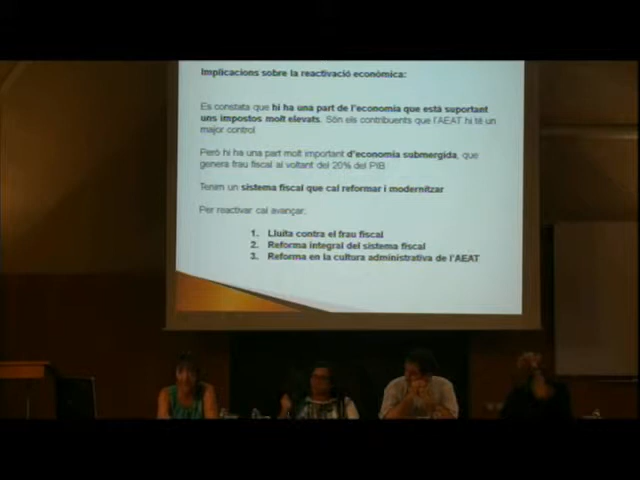 Implicacions sobre la reactivació econòmica:
Es constata que hi ha una part de l'economia que està suportant
uns impostos molt elevats. Són els contribuents que l'AEAT hi té un
major control
Però hi ha una part molt important d'economia submergida, que
genera frau fiscal al voltant del 20% del PIB
Tenim un sistema fiscal que cal reformar i modernitzar
Per reactivar cal avançar:
1. Lluita contra el frau fiscal
2. Reforma integral del sistema fiscal
3. Reforma en la cultura administrativa de l'AEAT